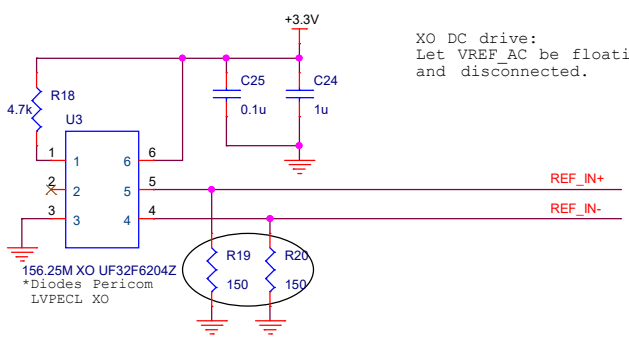 +3.3V
XO DC drive:
Let VREF_AC be floati
and disconnected.
R18
4.7k
C25
0.1u
C24
1u
U3
1 1 6 6
2 2 5 5
3 3 4 4
REF_IN+
REF_IN-
R19
150
R20
150
156.25M XO UF32F6204Z
*Diodes Pericom
LVPECL XO